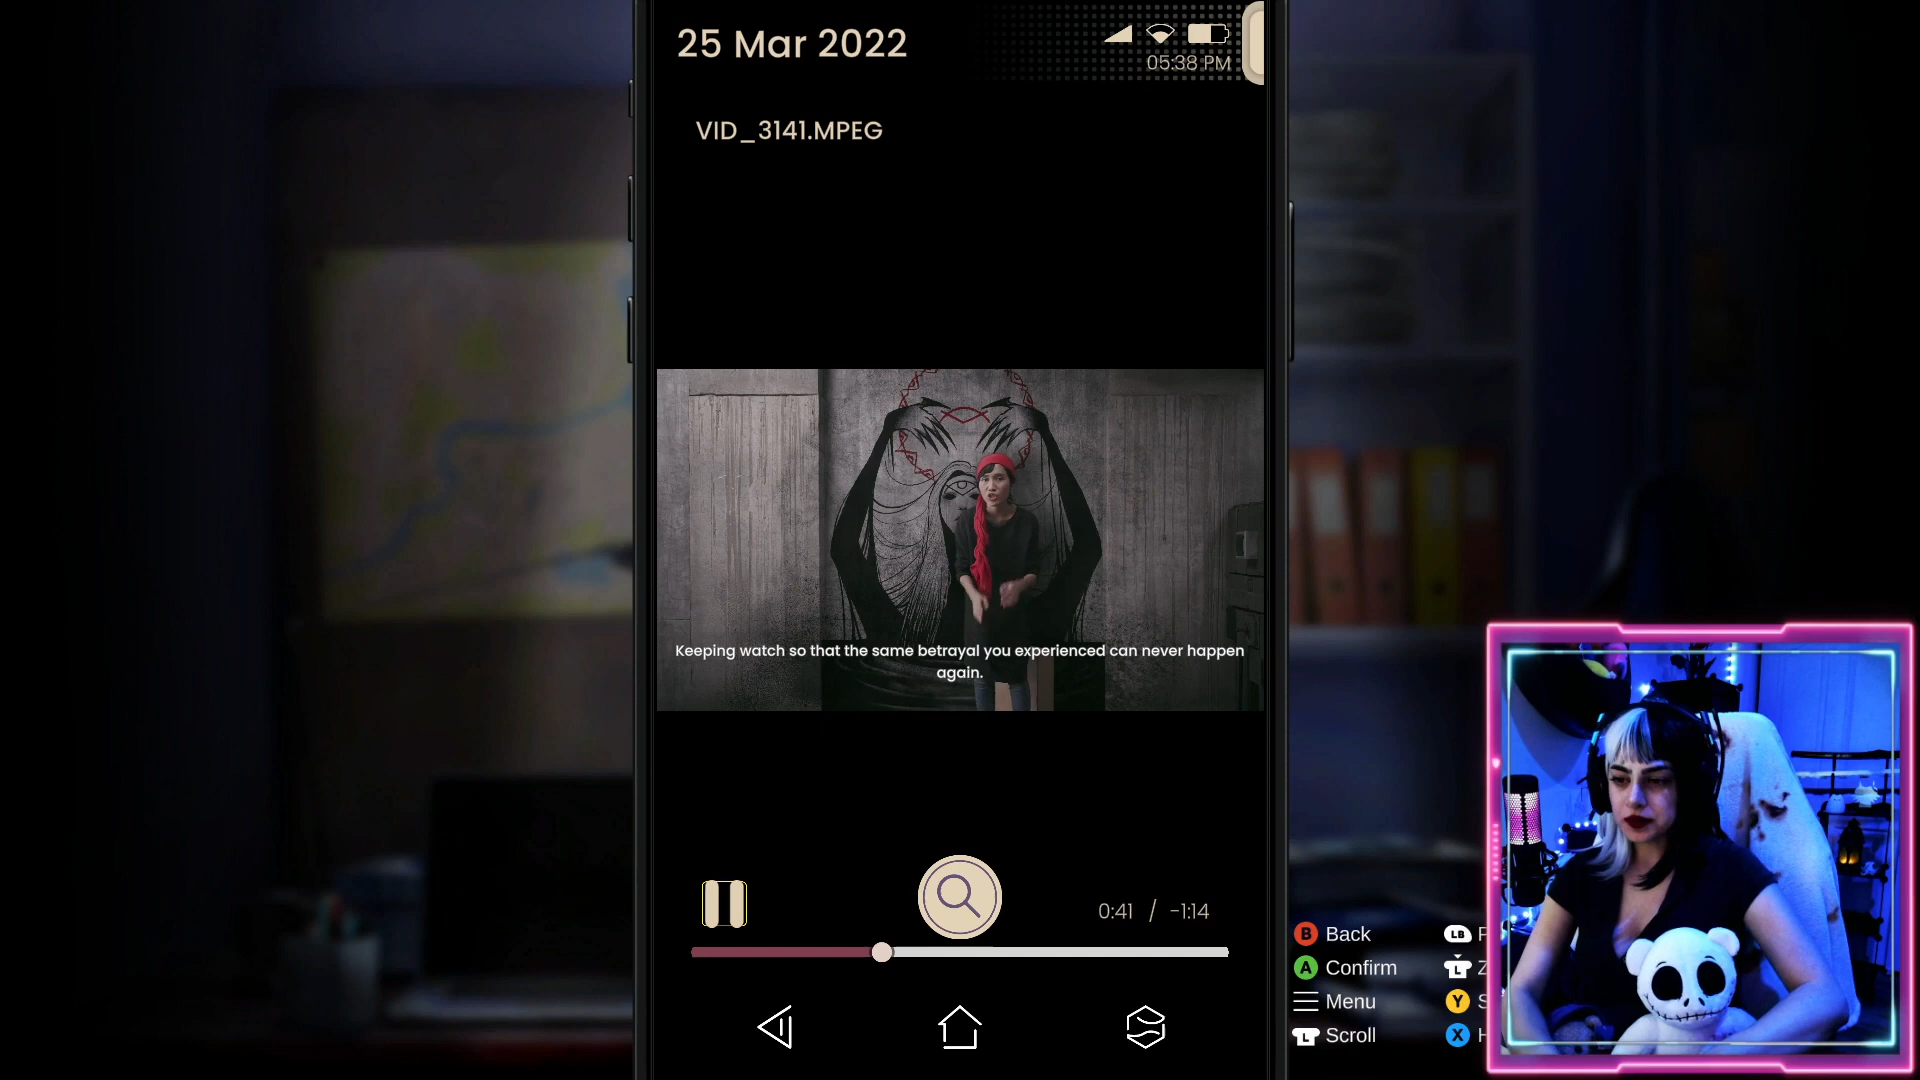 25 Mar 2022
05:38 PM
VID_3141.MPEG
Keeping watch so that the same betrayal you experienced can never happen
again.
0:41 / -1:14
B Back
LB
A Confirm
L
Menu
Y
L Scroll
X